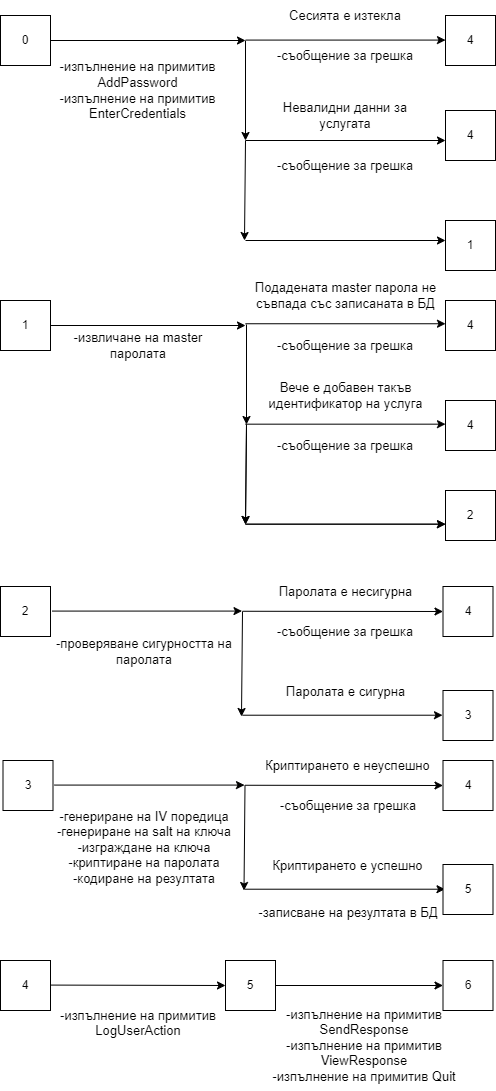 Сесията е изтекла
0
4
-изпълнение на примитив
AddPassword
-изпълнение на примитив
EnterCredentials
-съобщение за грешка
Невалидни данни за
услугата
4
-съобщение за грешка
1
Подадената master парола не
съвпада със записаната в БД
1
4
-извличане на master
паролата
-съобщение за грешка
Вече е добавен такъв
идентификатор на услуга
4
-съобщение за грешка
2
Паролата е несигурна
2
4
-проверяване сигурността на
паролата
-съобщение за грешка
Паролата е сигурна
3
Криптирането е неуспешно
3
4
-генериране на IV поредица
-генериране на salt на ключа
-изграждане на ключа
-криптиране на паролата
-кодиране на резултата
-съобщение за грешка
Криптирането е успешно
5
-записване на резултата в БД
4
5
6
-изпълнение на примитив
LogUserAction
-изпълнение на примитив
SendResponse
-изпълнение на примитив
ViewResponse
-изпълнение на примитив Quit